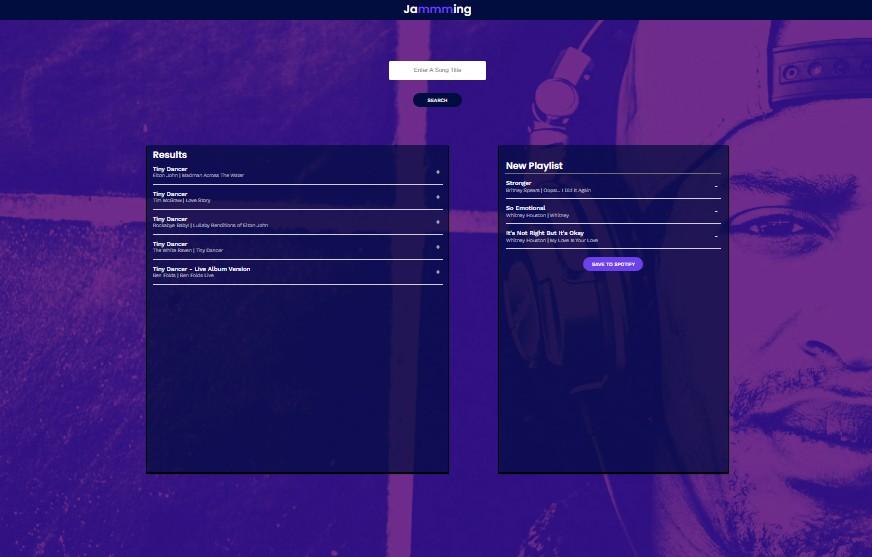 Jammming
Enter A Song Title
SEARCH
Results
Tiny Dancer
Elton John | Madman Across The Water
+
Tiny Dancer
Tim McGraw | Love Story
+
Tiny Dancer
Rockabye Baby! | Lullaby Renditions of Elton John
+
Tiny Dancer
The White Raven | Tiny Dancer
+
Tiny Dancer - Live Album Version
Ben Folds | Ben Folds Live
+
New Playlist
Stronger
Britney Spears | Oops... I Did It Again
-
So Emotional
Whitney Houston | Whitney
-
It's Not Right But It's Okay
Whitney Houston | My Love Is Your Love
-
SAVE TO SPOTIFY